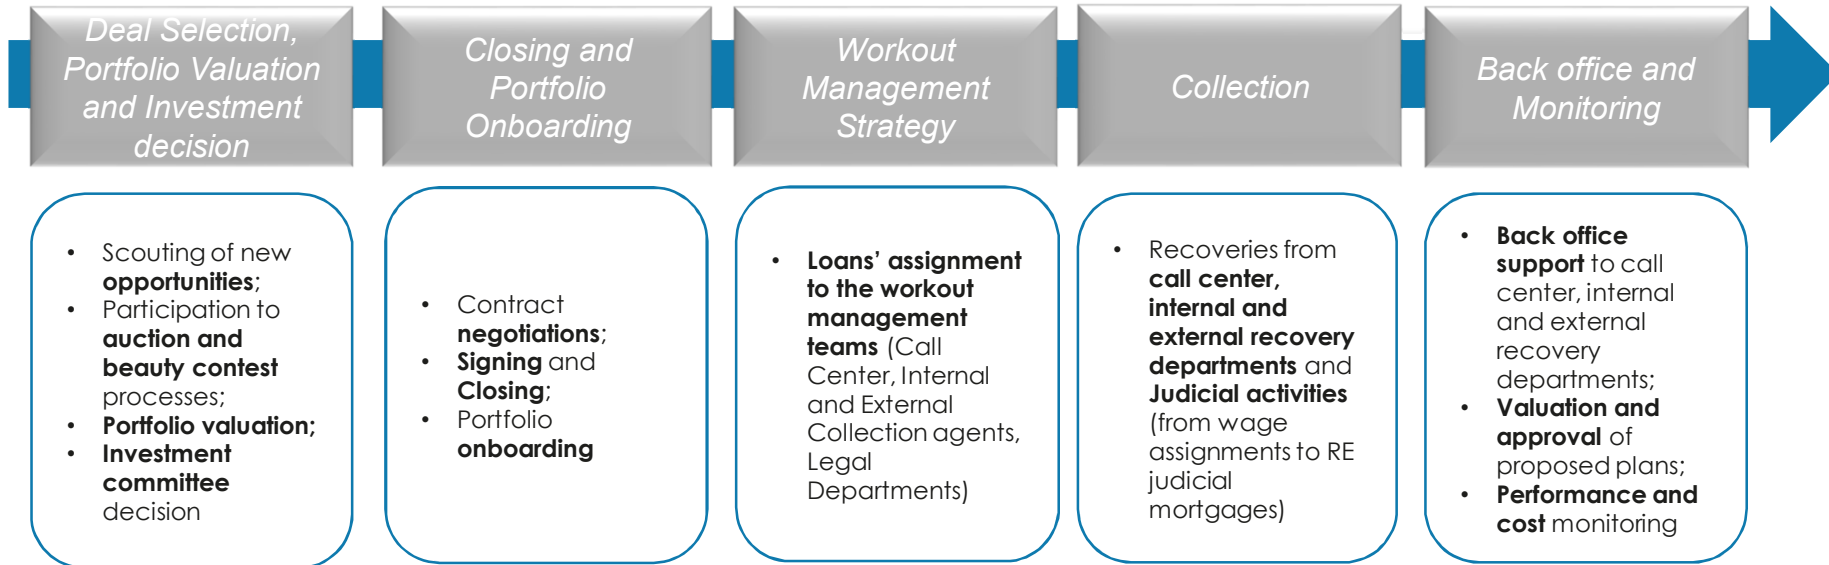 Deal Selection,
Portfolio Valuation
and Investment
decision
Closing and
Portfolio
Onboarding
Workout
Management
Strategy
Collection
Back office and
Monitoring
• Scouting of new
opportunities;
• Participation to
auction and
beauty contest
processes;
• Portfolio valuation;
• Investment
committee
decision
• Contract
negotiations;
• Signing and
Closing;
• Portfolio
onboarding
• Loans’ assignment
to the workout
management
teams (Call
Center, Internal
and External
Collection agents,
Legal
Departments)
• Recoveries from
call center,
internal and
external recovery
departments and
Judicial activities
(from wage
assignments to RE
judicial
mortgages)
• Back office
support to call
center, internal
and external
recovery
departments;
• Valuation and
approval of
proposed plans;
• Performance and
cost monitoring